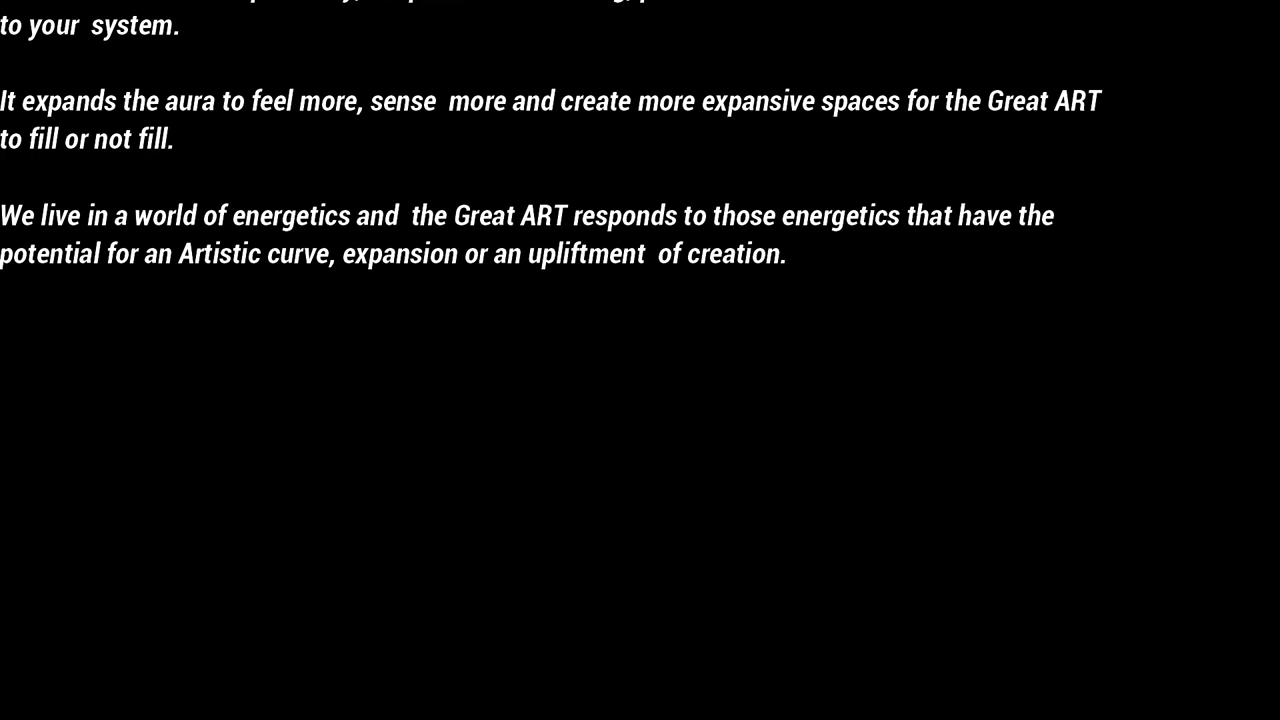 to your  system.
It expands the aura to feel more, sense  more and create more expansive spaces for the Great ART
to fill or not fill.
We live in a world of energetics and  the Great ART responds to those energetics that have the
potential for an Artistic curve, expansion or an upliftment  of creation.